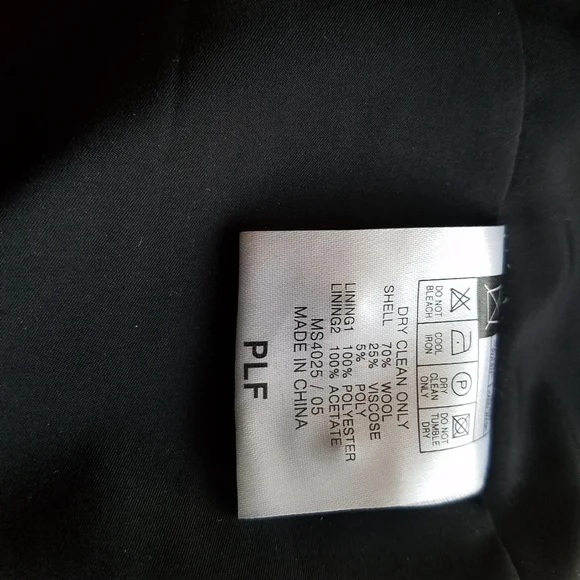 DO NOT BLEACH
COOL IRON
DRY CLEAN ONLY
DO NOT TUMBLE DRY
DRY CLEAN ONLY
SHELL 70% WOOL
25% VISCOSE
5% POLY
LINING1 100% POLYESTER
LINING2 100% ACETATE
MS4025 / 05
MADE IN CHINA
PLF